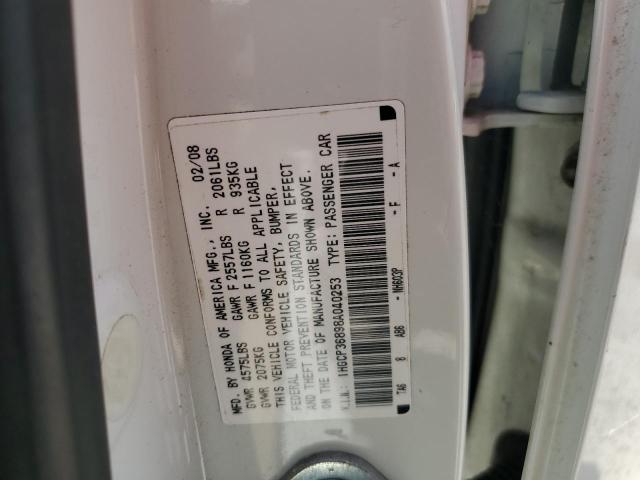 MFD. BY HONDA OF AMERICA MFG., INC. 02/08
GVWR 4575LBS GAWR F 2557LBS R 2061LBS
GVWR 2075KG GAWR F 1160KG R 935KG
THIS VEHICLE CONFORMS TO ALL APPLICABLE
FEDERAL MOTOR VEHICLE SAFETY, BUMPER,
AND THEFT PREVENTION STANDARDS IN EFFECT
ON THE DATE OF MANUFACTURE SHOWN ABOVE.
V.I.N.: 1HGCP36898A040253 TYPE: PASSENGER CAR
TA6 8 AB6 - NH603P - F - A